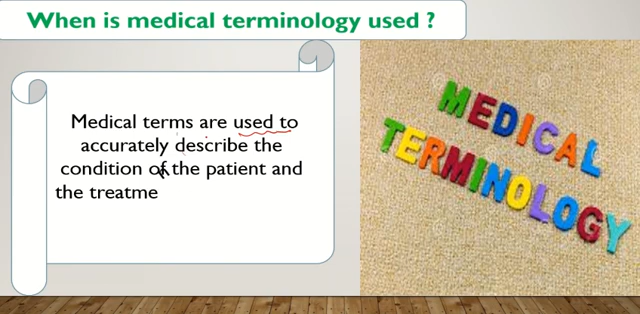 When is medical terminology used ?
Medical terms are used to
accurately describe the
condition of the patient and
the treatme
MEDICAL
TERMINOLOGY